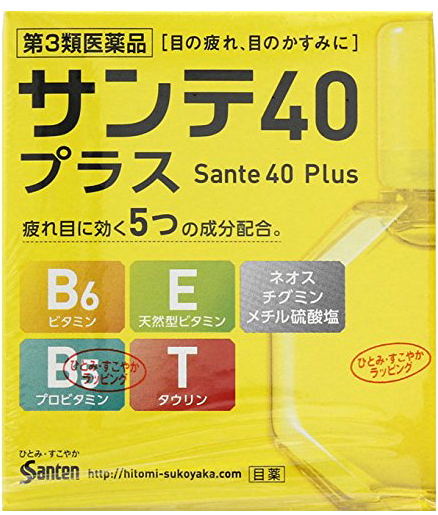 第3類医薬品 [目の疲れ、目のかすみに]
サンテ40
プラス Sante 40 Plus
疲れ目に効く5つの成分配合。
B6
ビタミン
E
天然型ビタミン
ネオス
チグミン
メチル硫酸塩
B5
プロビタミン
ひとみ・すこやか
ラッピング
T
タウリン
ひとみ・すこやか
ラッピング
ひとみ・すこやか
Santen http://hitomi-sukoyaka.com 目薬